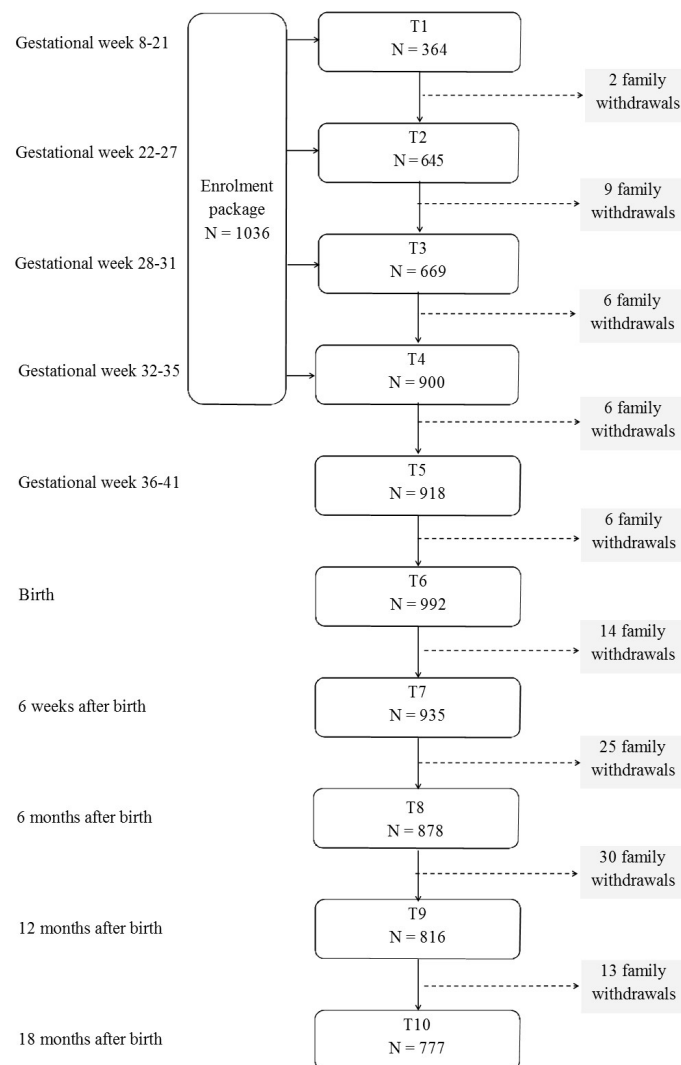 Gestational week 8-21
T1
N = 364
2 family
withdrawals
Gestational week 22-27
T2
N = 645
Enrolment
package
N = 1036
9 family
withdrawals
Gestational week 28-31
T3
N = 669
6 family
withdrawals
Gestational week 32-35
T4
N = 900
6 family
withdrawals
Gestational week 36-41
T5
N = 918
6 family
withdrawals
Birth
T6
N = 992
14 family
withdrawals
6 weeks after birth
T7
N = 935
25 family
withdrawals
6 months after birth
T8
N = 878
30 family
withdrawals
12 months after birth
T9
N = 816
13 family
withdrawals
18 months after birth
T10
N = 777